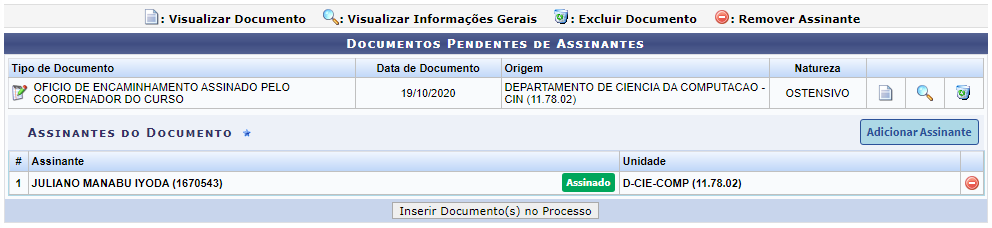 : Visualizar Documento : Visualizar Informações Gerais : Excluir Documento : Remover Assinante
DOCUMENTOS PENDENTES DE ASSINANTES
Tipo de Documento Data de Documento Origem Natureza
OFICIO DE ENCAMINHAMENTO ASSINADO PELO COORDENADOR DO CURSO 19/10/2020 DEPARTAMENTO DE CIENCIA DA COMPUTACAO - CIN (11.78.02) OSTENSIVO
ASSINANTES DO DOCUMENTO Adicionar Assinante
# Assinante Unidade
1 JULIANO MANABU IYODA (1670543) Assinado D-CIE-COMP (11.78.02)
Inserir Documento(s) no Processo